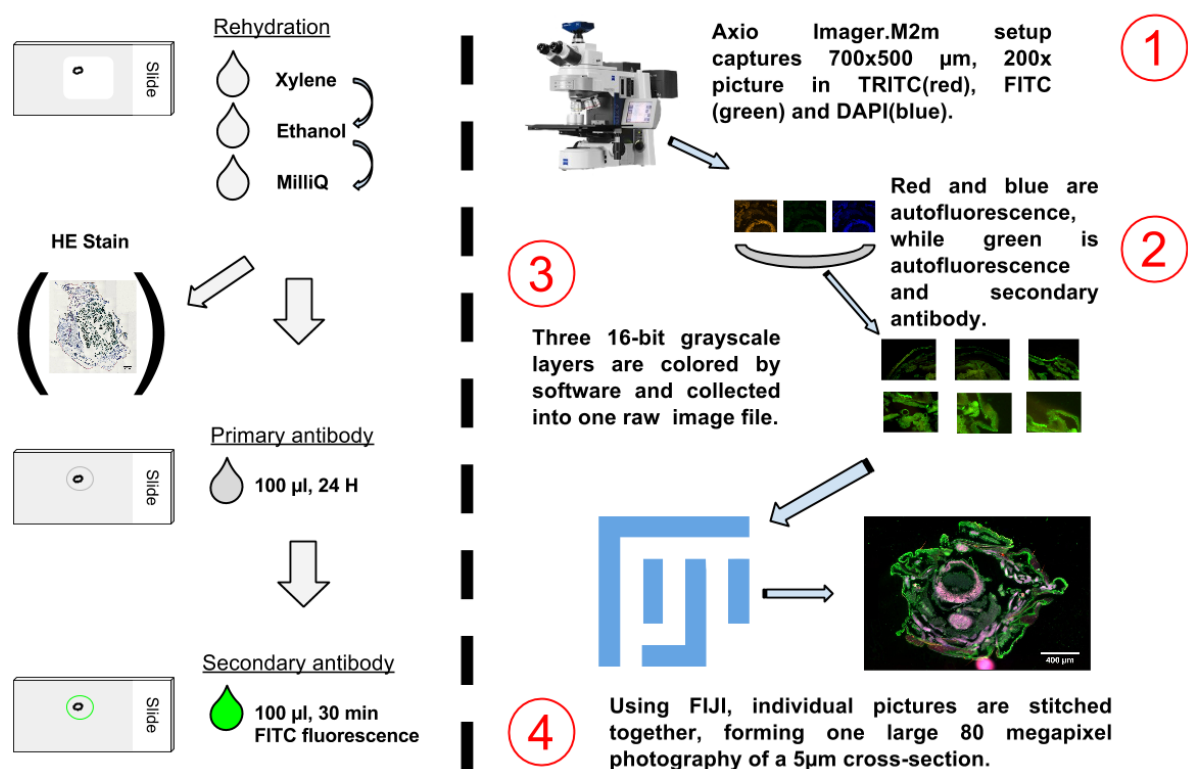 Rehydration
Slide
Xylene
Ethanol
MilliQ
HE Stain
Primary antibody
Slide
100 µl, 24 H
Secondary antibody
Slide
100 µl, 30 min
FITC fluorescence
Axio Imager.M2m setup
captures 700x500 µm, 200x
picture in TRITC(red), FITC
(green) and DAPI(blue).
1
Red and blue are
autofluorescence,
while green is
autofluorescence
and secondary
antibody.
2
3
Three 16-bit grayscale
layers are colored by
software and collected
into one raw image file.
400 µm
4
Using FIJI, individual pictures are stitched
together, forming one large 80 megapixel
photography of a 5µm cross-section.